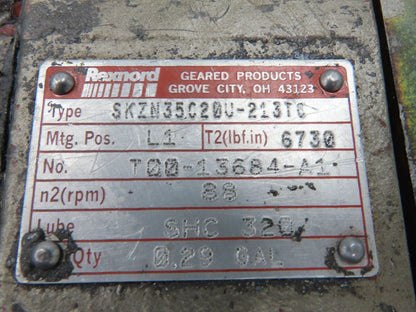 Rexnord GEARED PRODUCTS
GROVE CITY, OH 43123
Type SKZN35C20U-213TC
Mtg. Pos. L1 T2(lbf.in) 6730
No. T00-13684-A1
n2(rpm) 88
Lube SHC 320
Qty 0.29 GAL